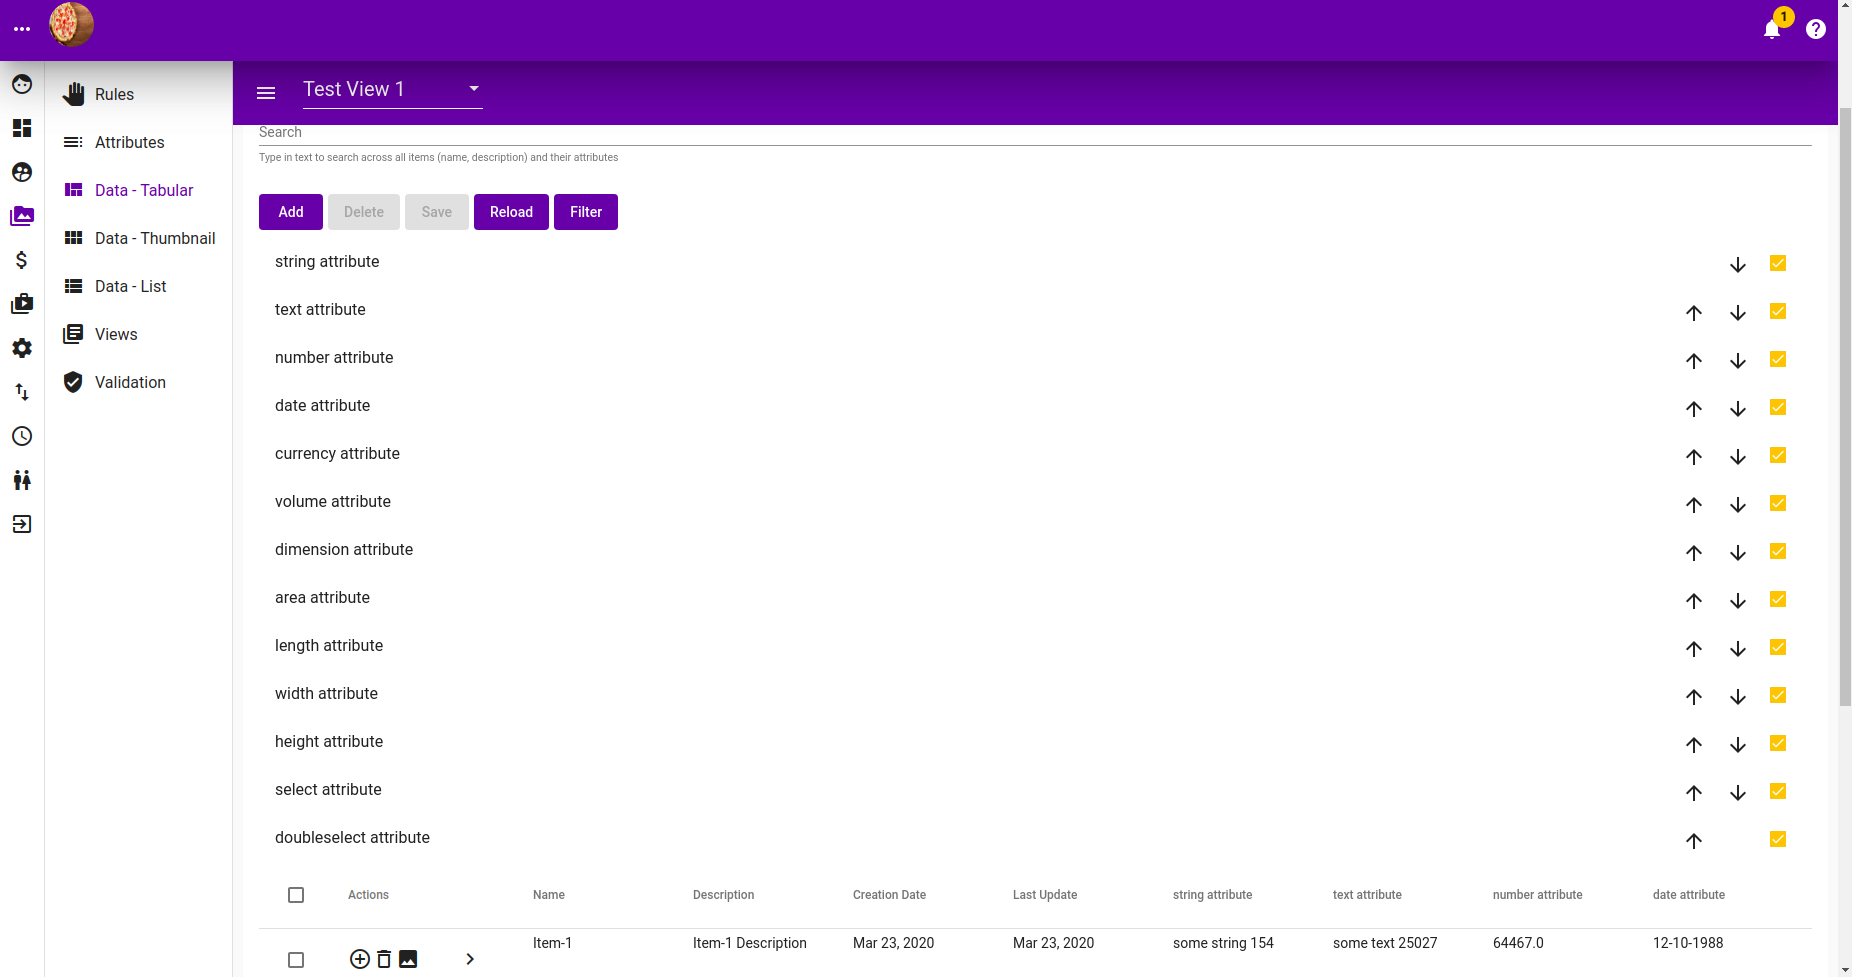 1
Test View 1
Rules
Attributes
Data - Tabular
Data - Thumbnail
Data - List
Views
Validation
Search
Type in text to search across all items (name, description) and their attributes
Add Delete Save Reload Filter
string attribute
text attribute
number attribute
date attribute
currency attribute
volume attribute
dimension attribute
area attribute
length attribute
width attribute
height attribute
select attribute
doubleselect attribute
Actions Name Description Creation Date Last Update string attribute text attribute number attribute date attribute
Item-1 Item-1 Description Mar 23, 2020 Mar 23, 2020 some string 154 some text 25027 64467.0 12-10-1988